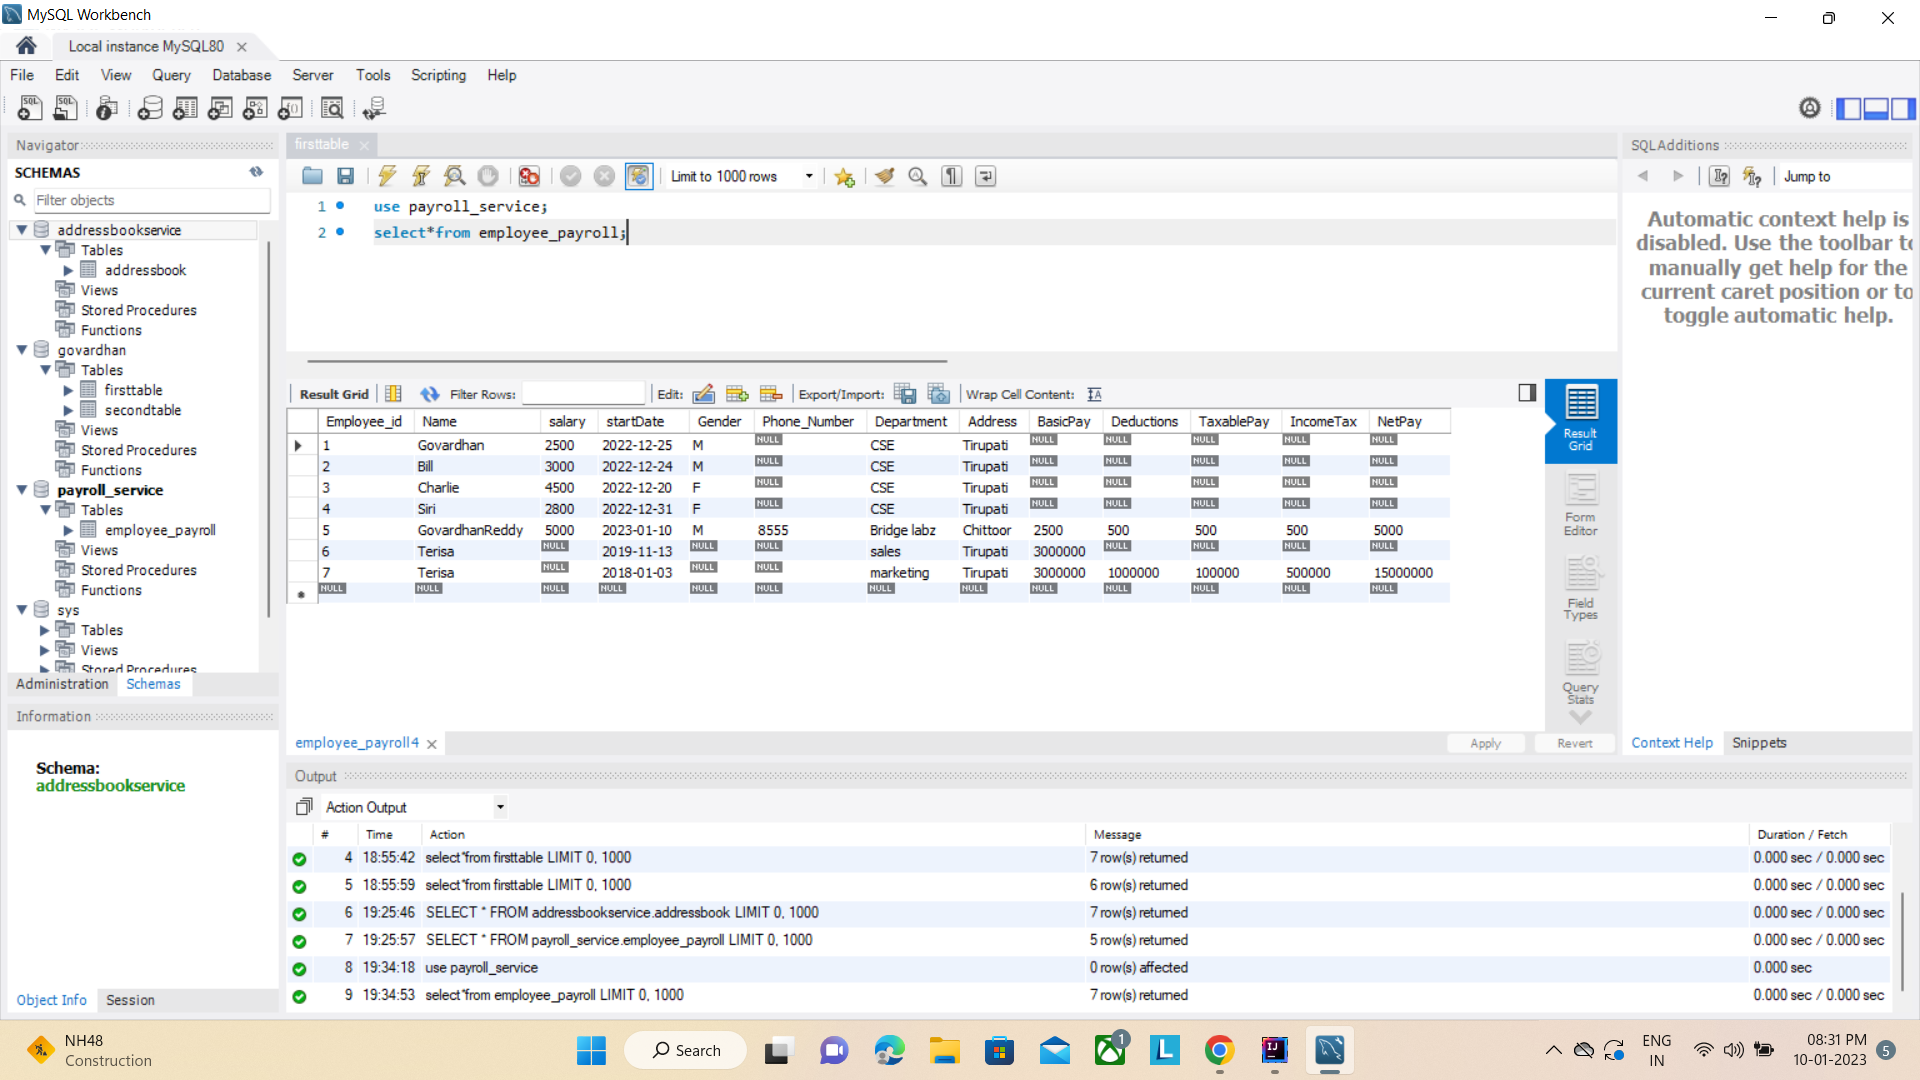 MySQL Workbench
Local instance MySQL80
File Edit View Query Database Server Tools Scripting Help
Navigator
SCHEMAS
Filter objects
addressbookservice
Tables
addressbook
Views
Stored Procedures
Functions
govardhan
Tables
firsttable
secondtable
Views
Stored Procedures
Functions
payroll_service
Tables
employee_payroll
Views
Stored Procedures
Functions
sys
Tables
Views
Stored Procedures
Administration Schemas
Information
Schema:
addressbookservice
Object Info Session
firsttable
Limit to 1000 rows
1 use payroll_service;
2 select*from employee_payroll;
Result Grid Filter Rows: Edit: Export/Import: Wrap Cell Content:
Employee_id Name salary startDate Gender Phone_Number Department Address BasicPay Deductions TaxablePay IncomeTax NetPay
1 Govardhan 2500 2022-12-25 M NULL CSE Tirupati NULL NULL NULL NULL NULL
2 Bill 3000 2022-12-24 M NULL CSE Tirupati NULL NULL NULL NULL NULL
3 Charlie 4500 2022-12-20 F NULL CSE Tirupati NULL NULL NULL NULL NULL
4 Siri 2800 2022-12-31 F NULL CSE Tirupati NULL NULL NULL NULL NULL
5 GovardhanReddy 5000 2023-01-10 M 8555 Bridge labz Chittoor 2500 500 500 500 5000
6 Terisa NULL 2019-11-13 NULL NULL sales Tirupati 3000000 NULL NULL NULL NULL
7 Terisa NULL 2018-01-03 NULL NULL marketing Tirupati 3000000 1000000 100000 500000 15000000
NULL NULL NULL NULL NULL NULL NULL NULL NULL NULL NULL NULL NULL
Result
Grid
Form
Editor
Field
Types
Query
Stats
employee_payroll4
Apply Revert
SQLAdditions
Jump to
Automatic context help is
disabled. Use the toolbar to
manually get help for the
current caret position or to
toggle automatic help.
Context Help Snippets
Output
Action Output
# Time Action Message Duration / Fetch
4 18:55:42 select*from firsttable LIMIT 0, 1000 7 row(s) returned 0.000 sec / 0.000 sec
5 18:55:59 select*from firsttable LIMIT 0, 1000 6 row(s) returned 0.000 sec / 0.000 sec
6 19:25:46 SELECT * FROM addressbookservice.addressbook LIMIT 0, 1000 7 row(s) returned 0.000 sec / 0.000 sec
7 19:25:57 SELECT * FROM payroll_service.employee_payroll LIMIT 0, 1000 5 row(s) returned 0.000 sec / 0.000 sec
8 19:34:18 use payroll_service 0 row(s) affected 0.000 sec
9 19:34:53 select*from employee_payroll LIMIT 0, 1000 7 row(s) returned 0.000 sec / 0.000 sec
NH48
Construction
Search
1
ENG
IN
08:31 PM
10-01-2023
5